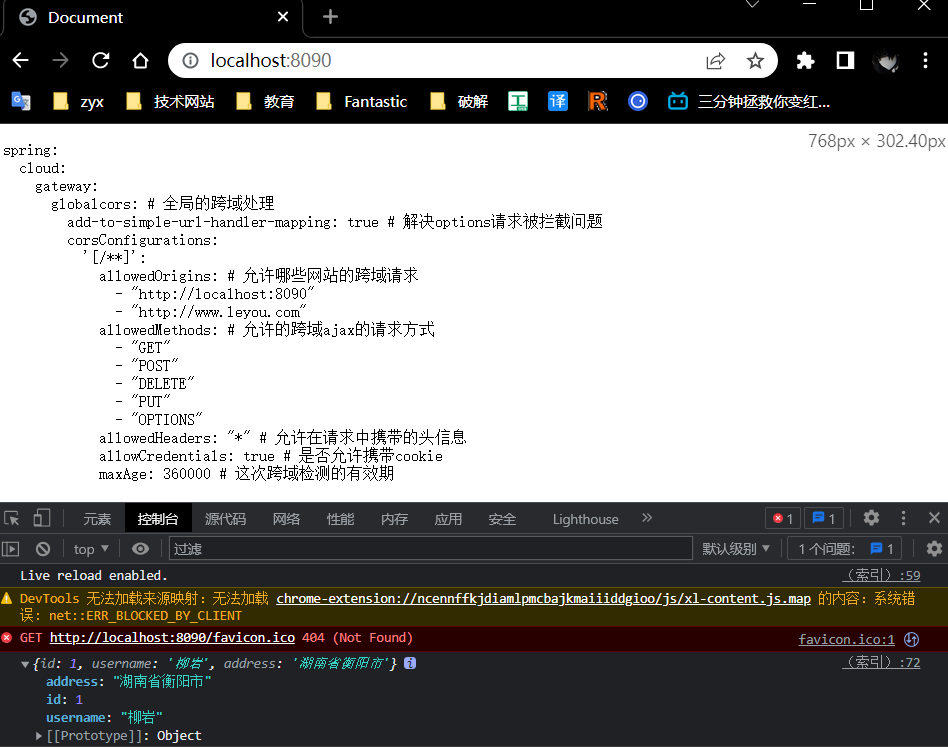 Document
localhost:8090
zyx
技术网站
教育
Fantastic
破解
工
译
R
三分钟拯救你变红...
768px × 302.40px
spring:
cloud:
gateway:
globalcors: # 全局的跨域处理
add-to-simple-url-handler-mapping: true # 解决options请求被拦截问题
corsConfigurations:
'[/**]':
allowedOrigins: # 允许哪些网站的跨域请求
- "http://localhost:8090"
- "http://www.leyou.com"
allowedMethods: # 允许的跨域ajax的请求方式
- "GET"
- "POST"
- "DELETE"
- "PUT"
- "OPTIONS"
allowedHeaders: "*" # 允许在请求中携带的头信息
allowCredentials: true # 是否允许携带cookie
maxAge: 360000 # 这次跨域检测的有效期
元素 控制台 源代码 网络 性能 内存 应用 安全 Lighthouse » 1 1
top ▼ 过滤 默认级别 ▼ 1 个问题: 1
Live reload enabled. (索引):59
DevTools 无法加载来源映射: 无法加载 chrome-extension://ncennffkjdiamlpmcbajkmaiiiddgioo/js/xl-content.js.map 的内容: 系统错
误: net::ERR_BLOCKED_BY_CLIENT
GET http://localhost:8090/favicon.ico 404 (Not Found) favicon.ico:1
{id: 1, username: '柳岩', address: '湖南省衡阳市'} (索引):72
address: "湖南省衡阳市"
id: 1
username: "柳岩"
[[Prototype]]: Object